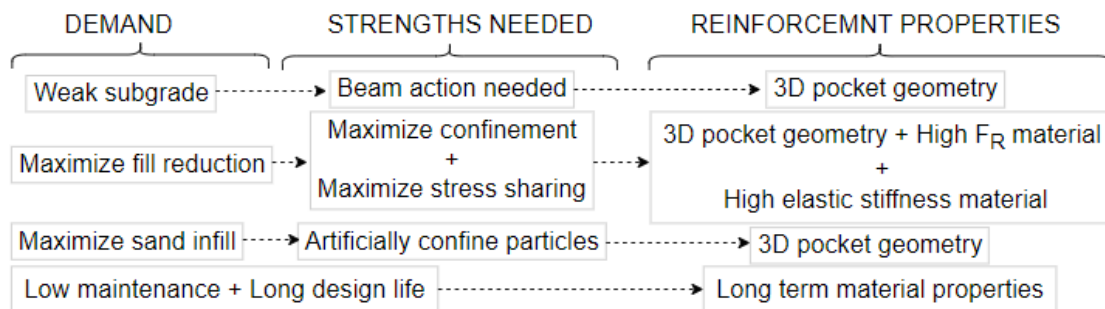 DEMAND STRENGTHS NEEDED REINFORCEMNT PROPERTIES
Weak subgrade Beam action needed 3D pocket geometry
Maximize fill reduction
Maximize confinement
+
Maximize stress sharing
3D pocket geometry + High FR material
+
High elastic stiffness material
Maximize sand infill Artificially confine particles 3D pocket geometry
Low maintenance + Long design life Long term material properties